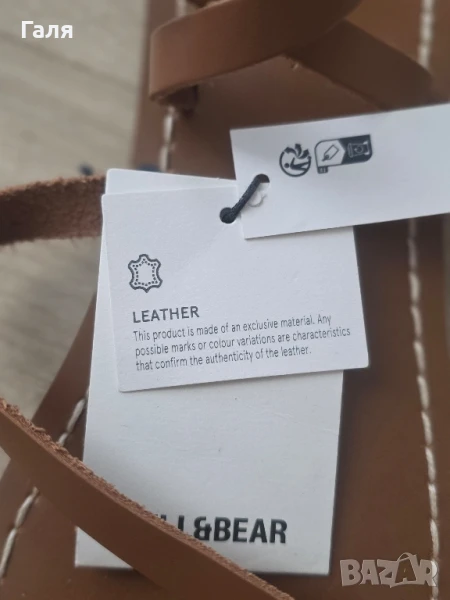 Галя
LEATHER
This product is made of an exclusive material. Any
possible marks or colour variations are characteristics
that confirm the authenticity of the leather.
LL&BEAR
BAZAR